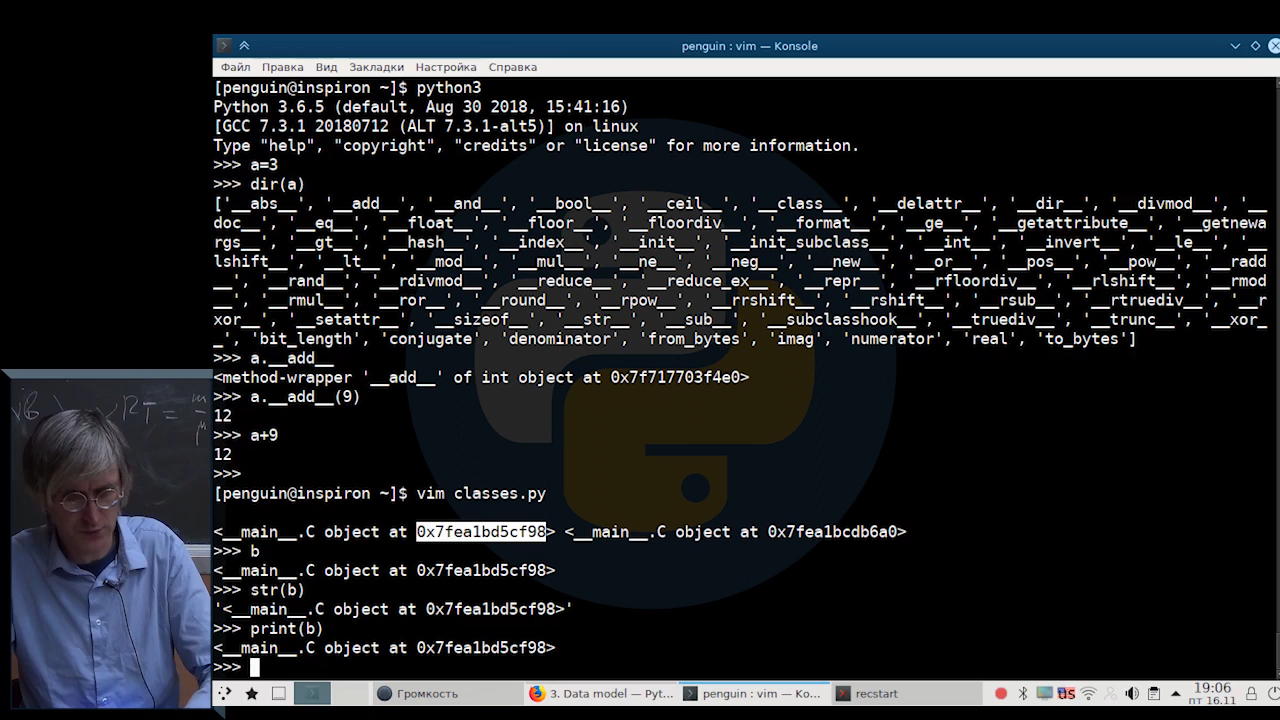 penguin : vim — Konsole
Файл Правка Вид Закладки Настройка Справка
[penguin@inspiron ~]$ python3
Python 3.6.5 (default, Aug 30 2018, 15:41:16)
[GCC 7.3.1 20180712 (ALT 7.3.1-alt5)] on linux
Type "help", "copyright", "credits" or "license" for more information.
>>> a=3
>>> dir(a)
['__abs__', '__add__', '__and__', '__bool__', '__ceil__', '__class__', '__delattr__', '__dir__', '__divmod__', '__
doc__', '__eq__', '__float__', '__floor__', '__floordiv__', '__format__', '__ge__', '__getattribute__', '__getnewa
rgs__', '__gt__', '__hash__', '__index__', '__init__', '__init_subclass__', '__int__', '__invert__', '__le__', '__
lshift__', '__lt__', '__mod__', '__mul__', '__ne__', '__neg__', '__new__', '__or__', '__pos__', '__pow__', '__radd
__', '__rand__', '__rdivmod__', '__reduce__', '__reduce_ex__', '__repr__', '__rfloordiv__', '__rlshift__', '__rmod
__', '__rmul__', '__ror__', '__round__', '__rpow__', '__rrshift__', '__rshift__', '__rsub__', '__rtruediv__', '__r
xor__', '__setattr__', '__sizeof__', '__str__', '__sub__', '__subclasshook__', '__truediv__', '__trunc__', '__xor_
_', 'bit_length', 'conjugate', 'denominator', 'from_bytes', 'imag', 'numerator', 'real', 'to_bytes']
>>> a.__add__
<method-wrapper '__add__' of int object at 0x7f717703f4e0>
>>> a.__add__(9)
12
>>> a+9
12
>>>
[penguin@inspiron ~]$ vim classes.py
<__main__.C object at 0x7fea1bd5cf98> <__main__.C object at 0x7fea1bcdb6a0>
>>> b
<__main__.C object at 0x7fea1bd5cf98>
>>> str(b)
'<__main__.C object at 0x7fea1bd5cf98>'
>>> print(b)
<__main__.C object at 0x7fea1bd5cf98>
>>>
Громкость 3. Data model — Pyt... penguin : vim — Ko... recstart us 19:06
пт 16.11